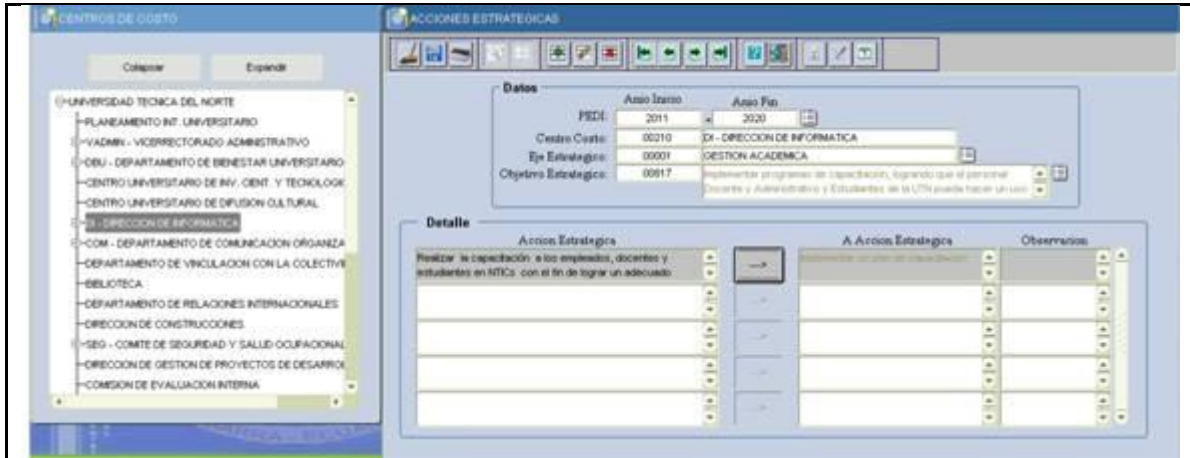 CENTROS DE COSTO
Colapsar Expandir
UNIVERSIDAD TECNICA DEL NORTE
PLANEAMIENTO INT. UNIVERSITARIO
VADMIN - VICERRECTORADO ADMINISTRATIVO
DBU - DEPARTAMENTO DE BIENESTAR UNIVERSITARIO
CENTRO UNIVERSITARIO DE INV. CIENT. Y TECNOLOGIC
CENTRO UNIVERSITARIO DE DIFUSION CULTURAL
DI - DIRECCION DE INFORMATICA
COM - DEPARTAMENTO DE COMUNICACION ORGANIZA
DEPARTAMENTO DE VINCULACION CON LA COLECTIVI
BIBLIOTECA
DEPARTAMENTO DE RELACIONES INTERNACIONALES
DIRECCION DE CONSTRUCCIONES
SEG - COMITE DE SEGURIDAD Y SALUD OCUPACIONAL
DIRECCION DE GESTION DE PROYECTOS DE DESARROL
COMISION DE EVALUACION INTERNA
ACCIONES ESTRATEGICAS
Datos
Anio Inicio Anio Fin
PEDI: 2011 - 2020
Centro Costo: 00210 DI - DIRECCION DE INFORMATICA
Eje Estrategico: 00001 GESTION ACADEMICA
Objetivo Estrategico: 00617 Implementar programas de capacitación, logrando que el personal
Docente y Administrativo y Estudiantes de la UTN pueda hacer un uso
Detalle
Accion Estrategica A.Accion Estrategica Observacion
Realizar la capacitación a los empleados, docentes y
estudiantes en NTICs con el fin de lograr un adecuado
--> Implementar un plan de capacitación
-->
-->
-->
-->